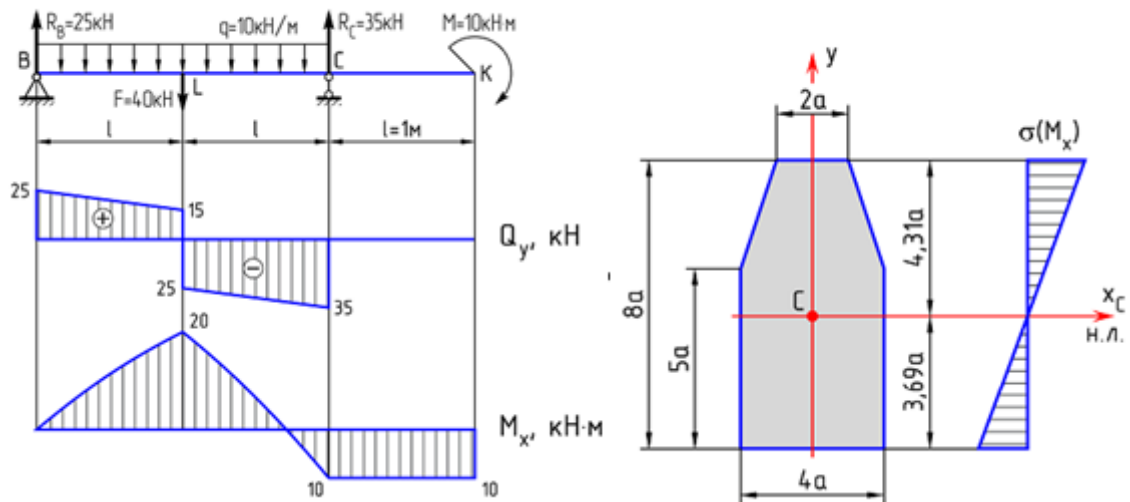 R_B=25кН
q=10кН/м
R_C=35кН
M=10кН·м
B
C
K
L
F=40кН
l
l
l=1м
25
15
Q_y, кН
25
35
20
M_x, кН·м
10
10
y
2a
σ(M_x)
8a
5a
4,31a
C
x_C
н.л.
3,69a
4a